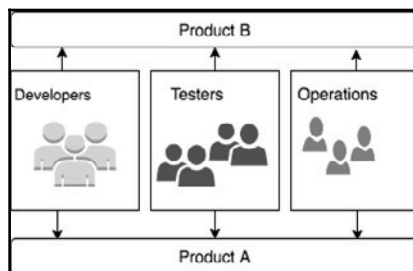 Product B
Developers
Testers
Operations
Product A